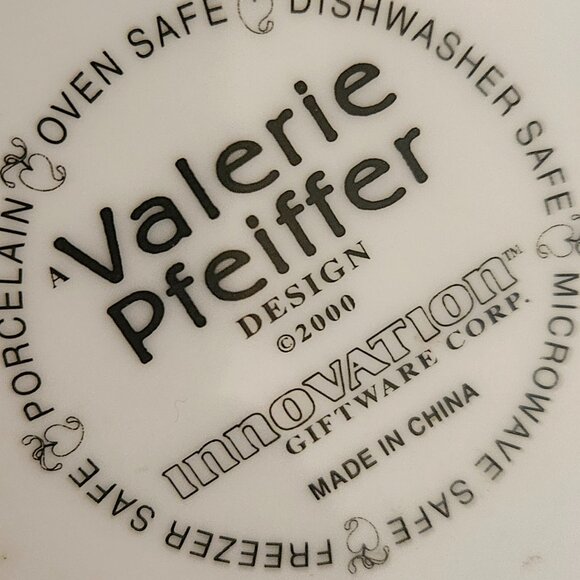 PORCELAIN OVEN SAFE DISHWASHER SAFE MICROWAVE SAFE FREEZER SAFE
A Valerie
Pfeiffer
DESIGN
©2000
INNOVATION™
GIFTWARE CORP.
MADE IN CHINA